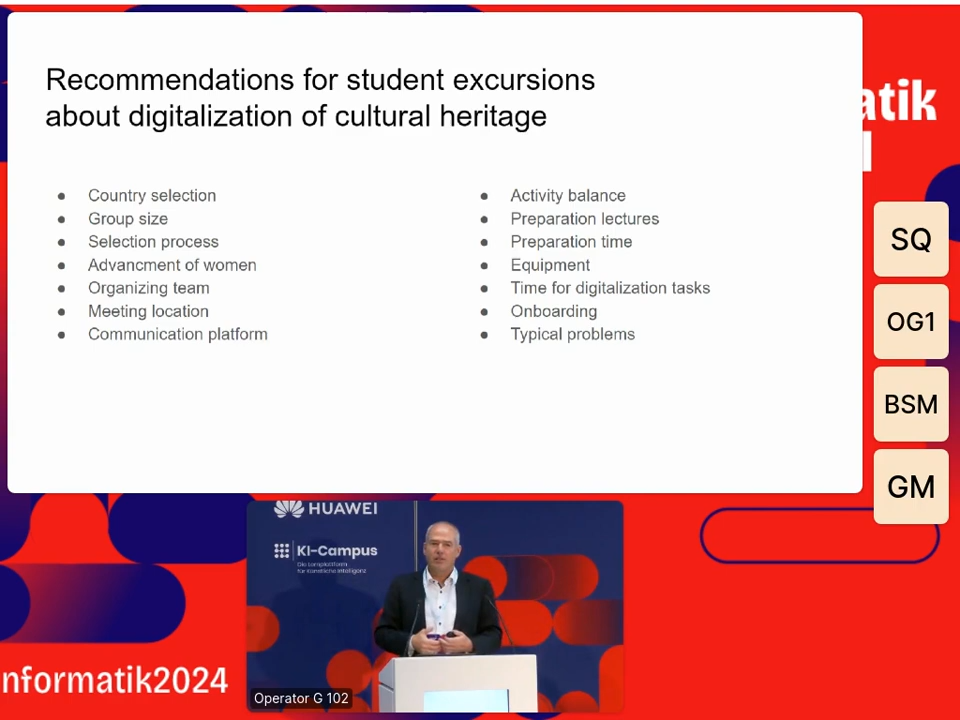 Recommendations for student excursions
about digitalization of cultural heritage
● Country selection
● Group size
● Selection process
● Advancment of women
● Organizing team
● Meeting location
● Communication platform
● Activity balance
● Preparation lectures
● Preparation time
● Equipment
● Time for digitalization tasks
● Onboarding
● Typical problems
atik
SQ
OG1
BSM
GM
HUAWEI
KI-Campus
Die Lernplattform
für Künstliche Intelligenz
Operator G 102
nformatik2024